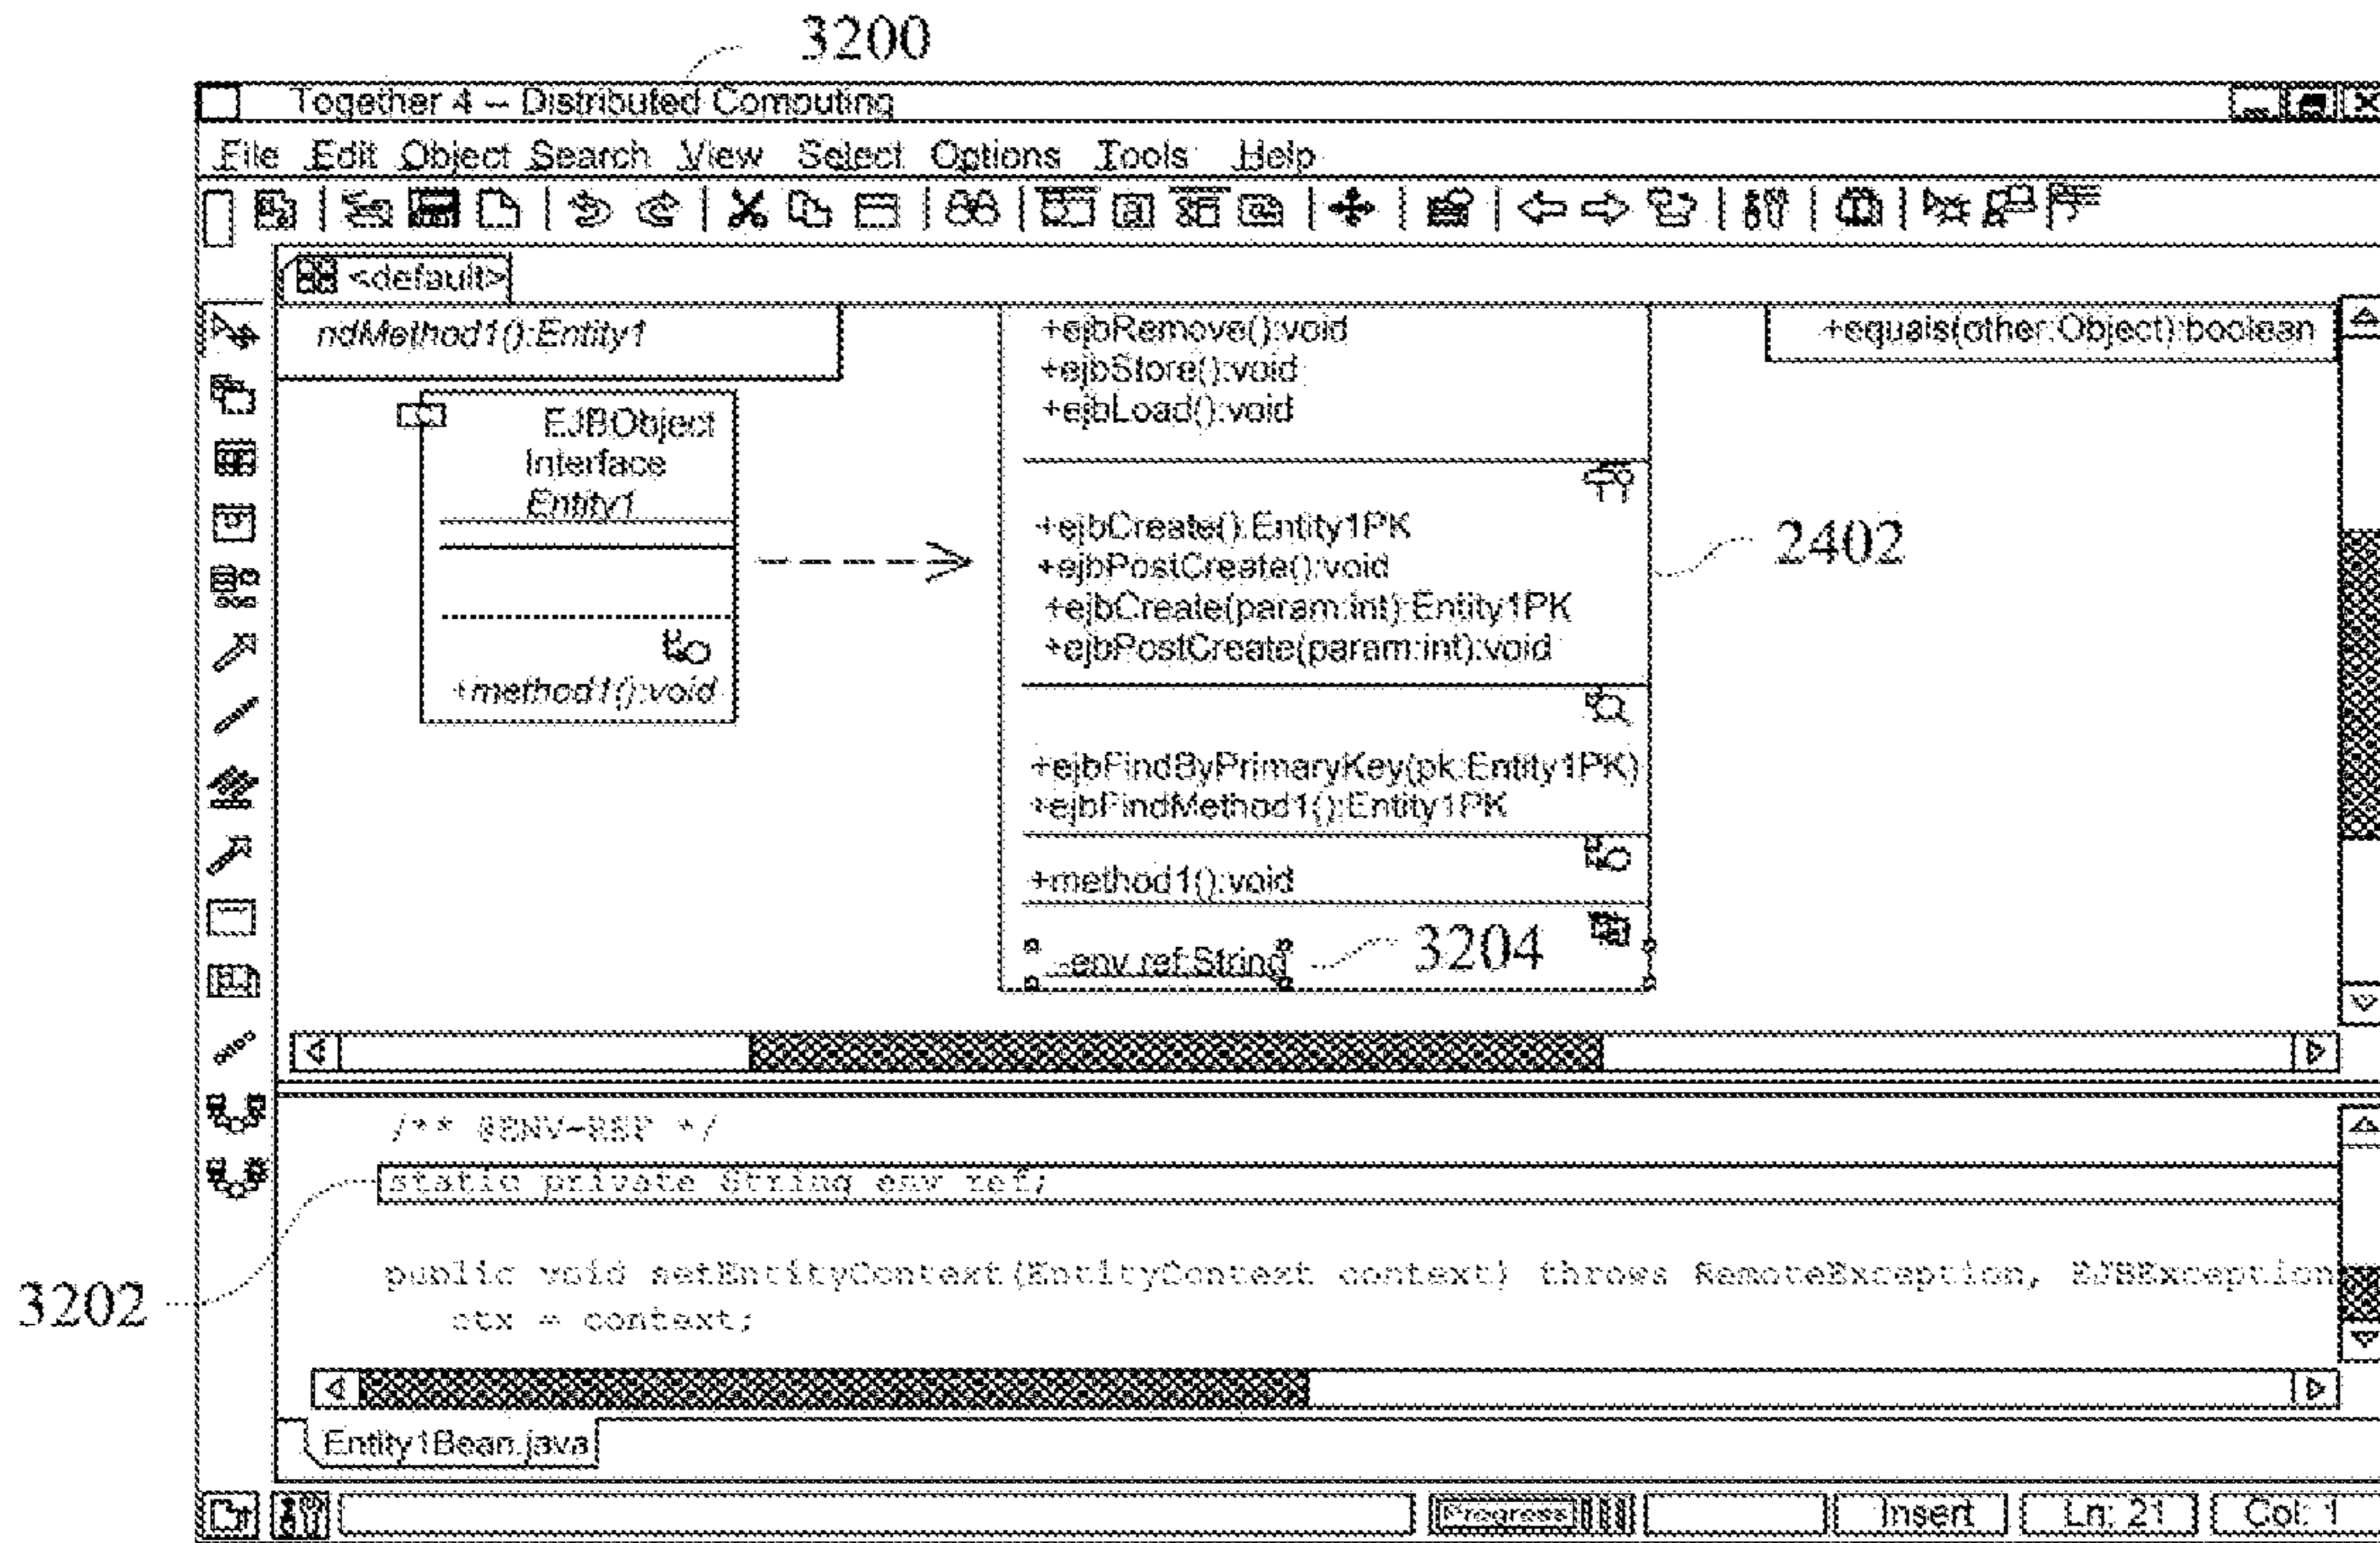 3200
Together 4 -- Distributed Computing
File Edit Object Search View Select Options Tools Help
<default>
ndMethod1():Entity1
EJBObject
Interface
Entity1
+method1():void
+ejbRemove():void
+ejbStore():void
+ejbLoad():void
+ejbCreate():Entity1PK
+ejbPostCreate():void
+ejbCreate(param:int):Entity1PK
+ejbPostCreate(param:int):void
+ejbFindByPrimaryKey(pk:Entity1PK)
+ejbFindMethod1():Entity1PK
+method1():void
-env ref:String
3204
+equals(other:Object):boolean
2402
/** @ENV-REF */
static private String env ref;
3202
public void setEntityContext(EntityContext context) throws RemoteException, EJBException
ctx = context;
Entity1Bean.java
Progress Insert Ln: 21 Col: 1